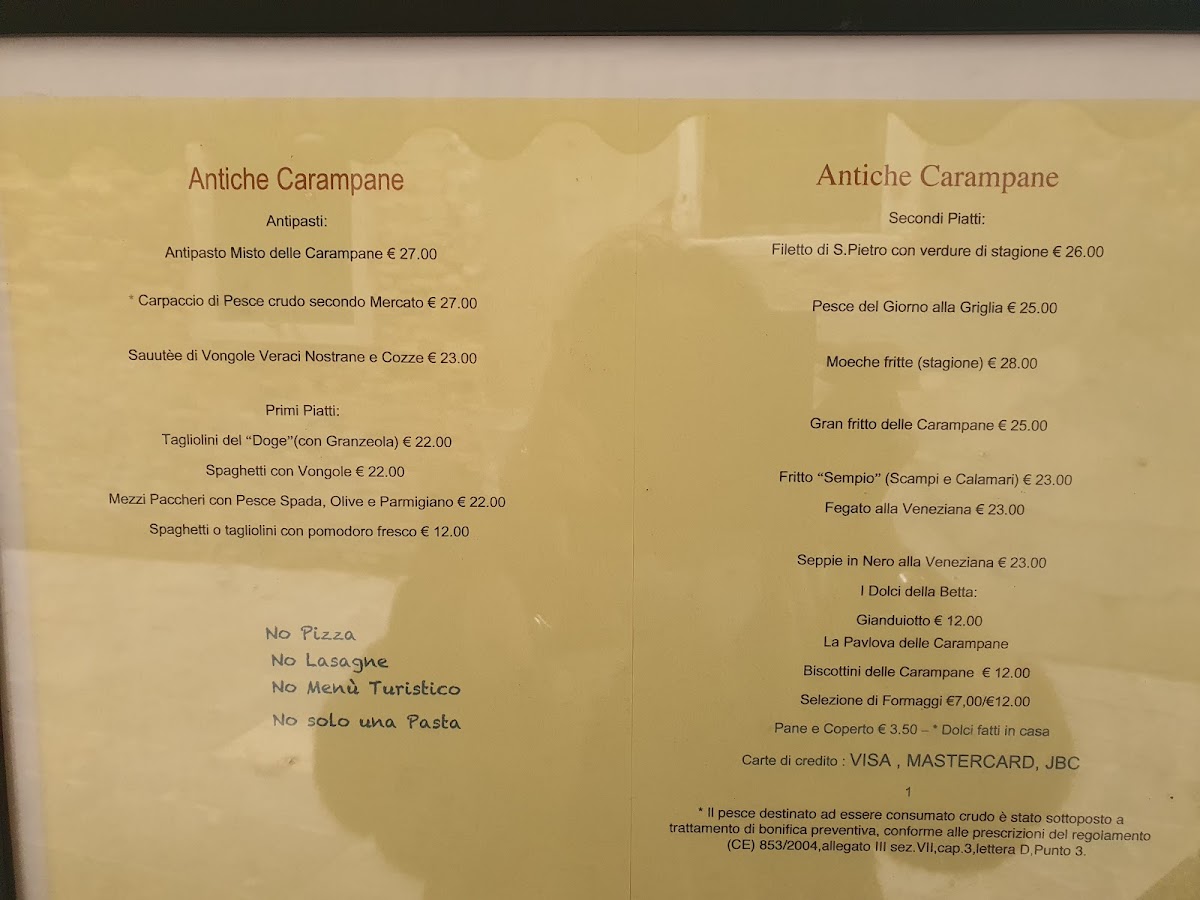 Antiche Carampane
Antipasti:
Antipasto Misto delle Carampane € 27.00
* Carpaccio di Pesce crudo secondo Mercato € 27.00
Sauutèe di Vongole Veraci Nostrane e Cozze € 23.00
Primi Piatti:
Tagliolini del “Doge”(con Granzeola) € 22.00
Spaghetti con Vongole € 22.00
Mezzi Paccheri con Pesce Spada, Olive e Parmigiano € 22.00
Spaghetti o tagliolini con pomodoro fresco € 12.00
No Pizza
No Lasagne
No Menù Turistico
No solo una Pasta
Antiche Carampane
Secondi Piatti:
Filetto di S.Pietro con verdure di stagione € 26.00
Pesce del Giorno alla Griglia € 25.00
Moeche fritte (stagione) € 28.00
Gran fritto delle Carampane € 25.00
Fritto “Sempio” (Scampi e Calamari) € 23.00
Fegato alla Veneziana € 23.00
Seppie in Nero alla Veneziana € 23.00
I Dolci della Betta:
Gianduiotto € 12.00
La Pavlova delle Carampane
Biscottini delle Carampane € 12.00
Selezione di Formaggi €7,00/€12.00
Pane e Coperto € 3.50 – * Dolci fatti in casa
Carte di credito : VISA , MASTERCARD, JBC
1
* Il pesce destinato ad essere consumato crudo è stato sottoposto a
trattamento di bonifica preventiva, conforme alle prescrizioni del regolamento
(CE) 853/2004,allegato III sez.VII,cap.3,lettera D,Punto 3.